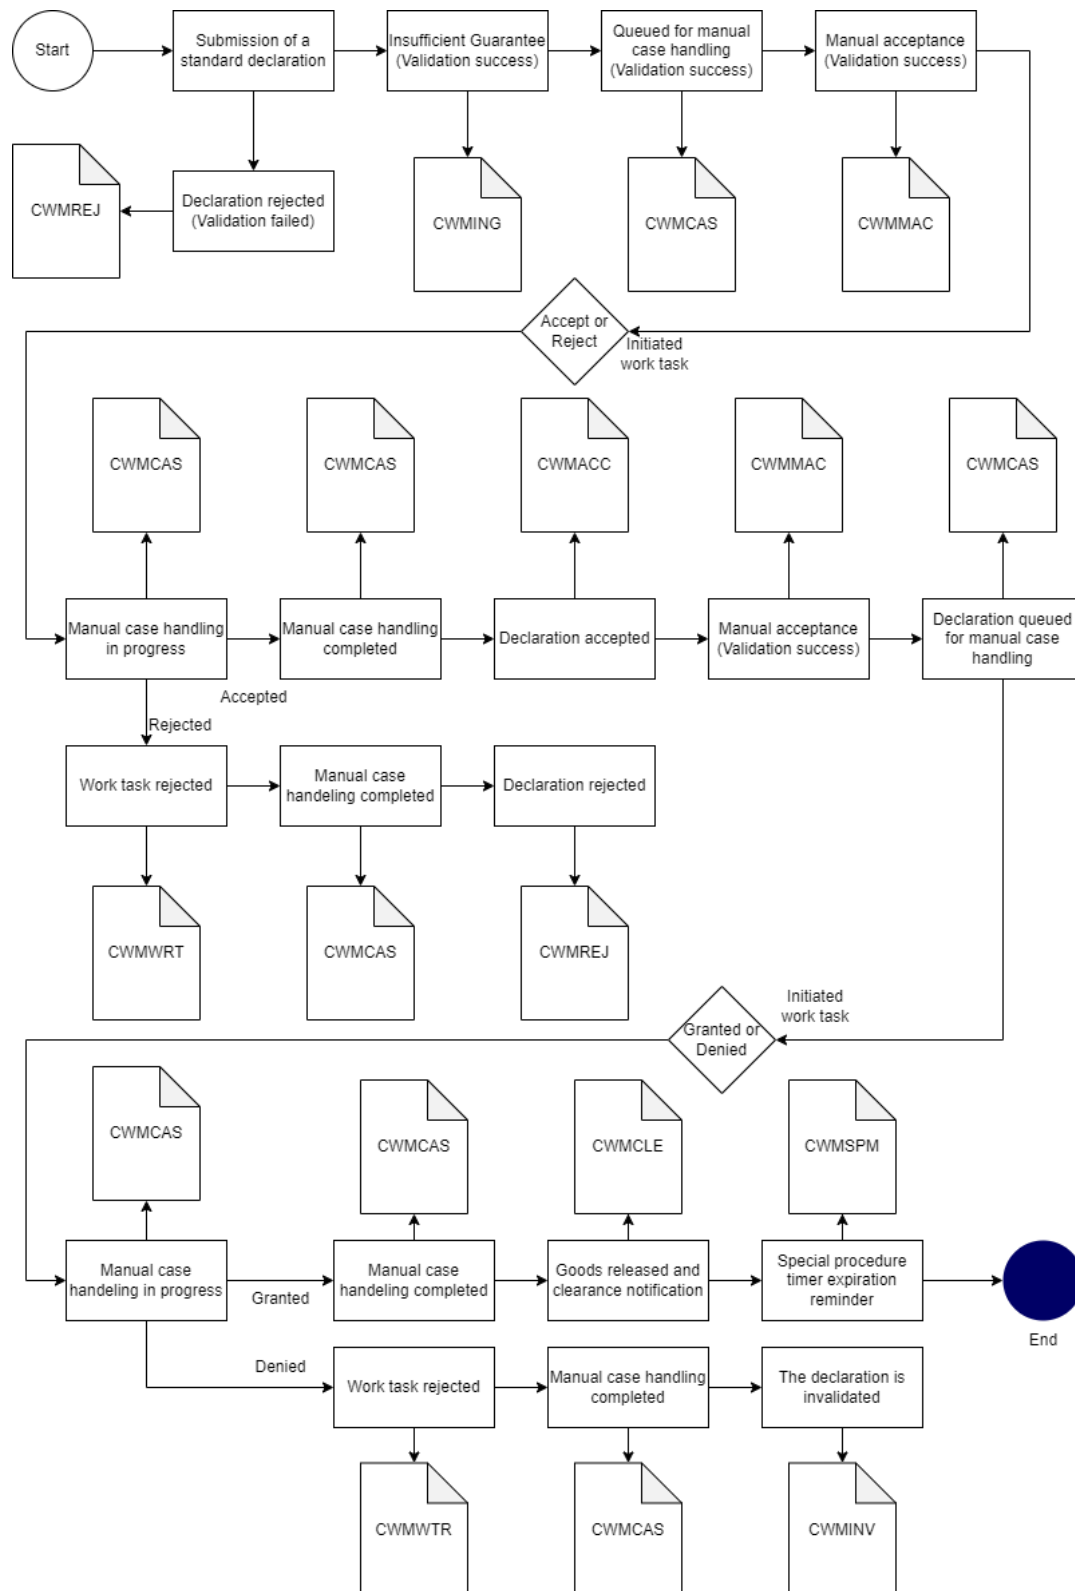 Start
Submission of a
standard declaration
Insufficient Guarantee
(Validation success)
Queued for manual
case handling
(Validation success)
Manual acceptance
(Validation success)
CWMREJ
Declaration rejected
(Validation failed)
CWMING
CWMCAS
CWMMAC
Accept or
Reject
Initiated
work task
CWMCAS
CWMCAS
CWMACC
CWMMAC
CWMCAS
Manual case handling
in progress
Manual case handling
completed
Declaration accepted
Manual acceptance
(Validation success)
Declaration queued
for manual case
handling
Accepted
Rejected
Work task rejected
Manual case
handeling completed
Declaration rejected
CWMWRT
CWMCAS
CWMREJ
Initiated
work task
Granted or
Denied
CWMCAS
CWMCAS
CWMCLE
CWMSPM
Manual case
handeling in progress
Granted
Manual case
handeling completed
Goods released and
clearance notification
Special procedure
timer expiration
reminder
End
Denied
Work task rejected
Manual case handling
completed
The declaration is
invalidated
CWMWTR
CWMCAS
CWMINV